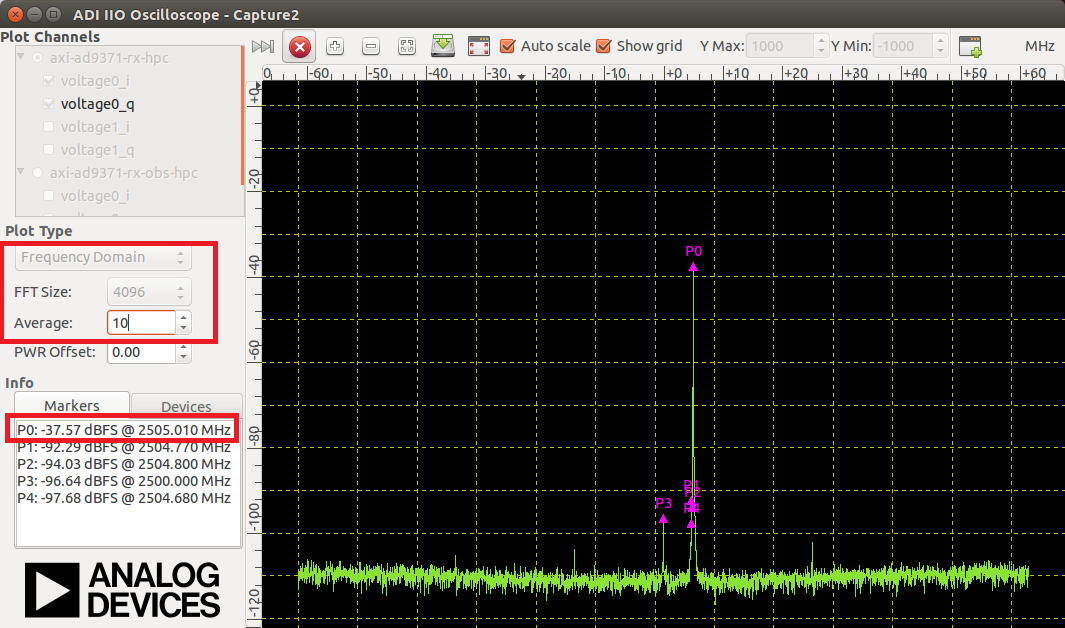 ADI IIO Oscilloscope - Capture2
Plot Channels
axi-ad9371-rx-hpc
voltage0_i
voltage0_q
voltage1_i
voltage1_q
axi-ad9371-rx-obs-hpc
voltage0_i
Auto scale Show grid Y Max: 1000 Y Min: -1000 MHz
0 -60 -50 -40 -30 -20 -10 +0 +10 +20 +30 +40 +50 +60
+0
-20
-40
-60
-80
-100
-120
Plot Type
Frequency Domain
FFT Size: 4096
Average: 10
PWR Offset: 0.00
Info
Markers Devices
P0: -37.57 dBFS @ 2505.010 MHz
P1: -92.29 dBFS @ 2504.770 MHz
P2: -94.03 dBFS @ 2504.800 MHz
P3: -96.64 dBFS @ 2500.000 MHz
P4: -97.68 dBFS @ 2504.680 MHz
P0
P1
P2
P3
P4
ANALOG
DEVICES